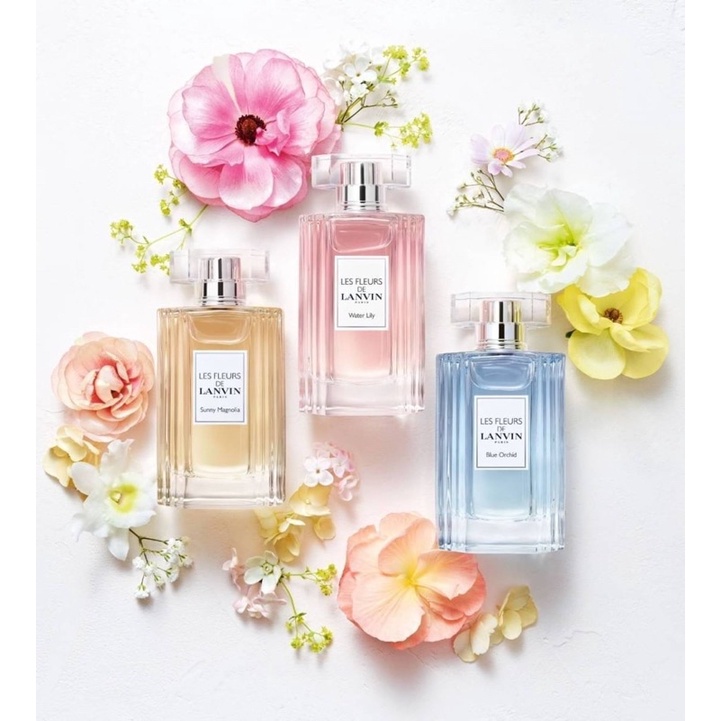 LES FLEURS
DE
LANVIN
PARIS
Sunny Magnolia
LES FLEURS
DE
LANVIN
PARIS
Water Lily
LES FLEURS
DE
LANVIN
PARIS
Blue Orchid